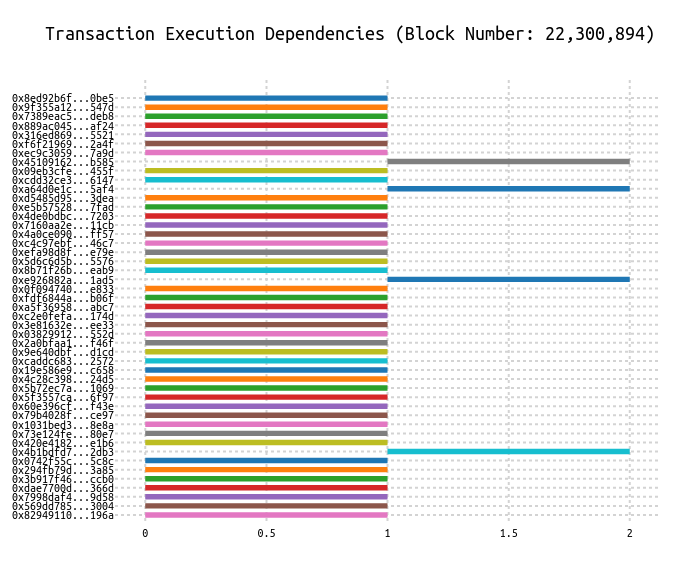 Transaction Execution Dependencies (Block Number: 22,300,894)
0x8ed92b6f...0be5
0x9f355a12...547d
0x7389eac5...deb8
0x889ac045...af24
0x316ed869...5521
0xf6f21969...2a4f
0xec9c3059...7a9d
0x45109162...b585
0x09eb3cfe...455f
0xcdd32ce3...6147
0xa64d0e1c...5af4
0xd5485d95...3dea
0xe5b57528...7fad
0x4de0bdbc...7203
0x7160aa2e...11cb
0x4a0ce090...ff57
0xc4c97ebf...46c7
0xefa98d8f...e79e
0x5d6c6d5b...5576
0x8b71f26b...eab9
0xe926882a...1ad5
0x0f094740...e833
0xfdf6844a...b06f
0xa5f36958...abc7
0xc2e0fefa...174d
0x3e81632e...ee33
0x03829912...552d
0x2a0bfaa1...f46f
0x9e640dbf...d1cd
0xcaddc683...2572
0x19e586e9...c658
0x4c28c398...24d5
0x5b72ec7a...1069
0x5f3557ca...6f97
0x60e396cf...f43e
0x79b4028f...ce97
0x1031bed3...8e8a
0x73e124fe...80e7
0x420e4182...e1b6
0x4b1bdfd7...2db3
0x0742f55c...5c8c
0x294fb79d...3a85
0x3b917f46...ccb0
0xdae7700d...366d
0x7998daf4...9d58
0x569dd785...3004
0x82949110...196a
0 0.5 1 1.5 2